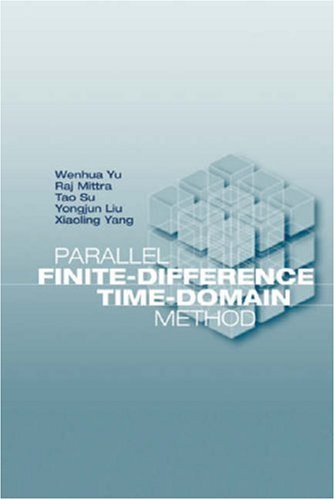 Wenhua Yu
Raj Mittra
Tao Su
Yongjun Liu
Xiaoling Yang
PARALLEL
FINITE-DIFFERENCE
TIME-DOMAIN
METHOD